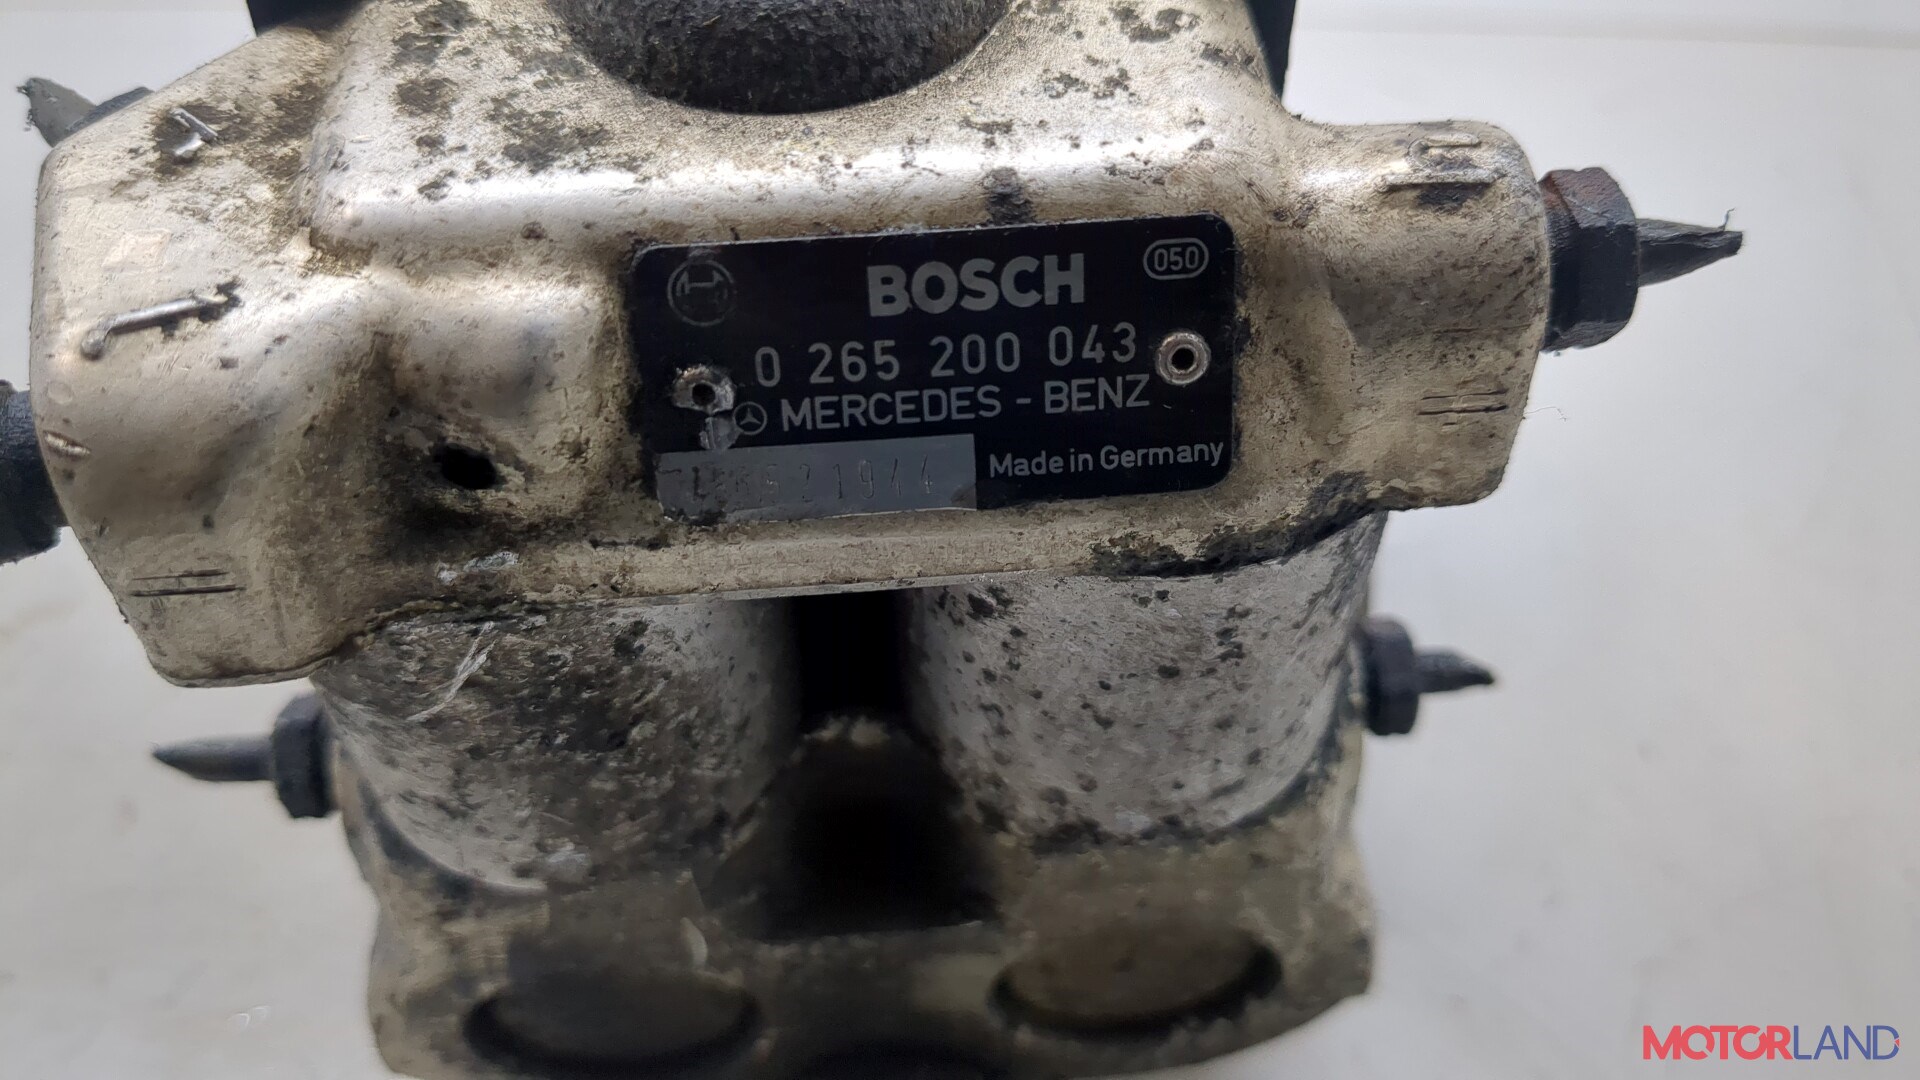 BOSCH
050
0 265 200 043
MERCEDES - BENZ
Made in Germany
MOTORLAND